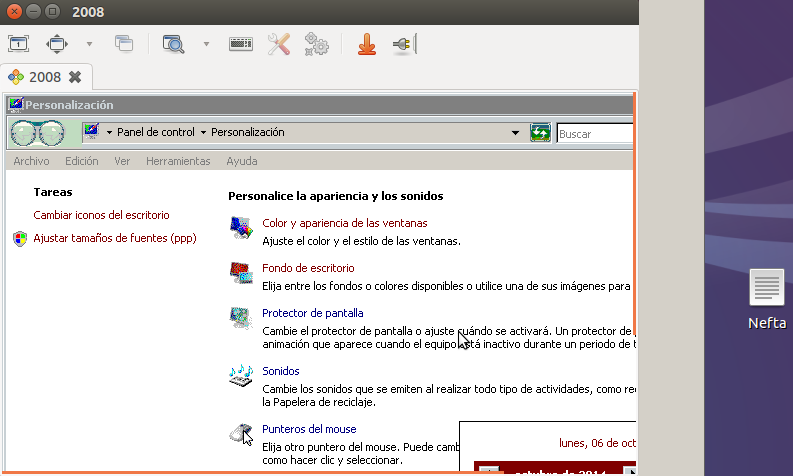 2008
2008
Personalización
Panel de control Personalización
Buscar
Archivo Edición Ver Herramientas Ayuda
Tareas
Cambiar iconos del escritorio
Ajustar tamaños de fuentes (ppp)
Personalice la apariencia y los sonidos
Color y apariencia de las ventanas
Ajuste el color y el estilo de las ventanas.
Fondo de escritorio
Elija entre los fondos o colores disponibles o utilice una de sus imágenes para
Protector de pantalla
Cambie el protector de pantalla o ajuste cuándo se activará. Un protector de
animación que aparece cuando el equipo está inactivo durante un periodo de t
Sonidos
Cambie los sonidos que se emiten al realizar todo tipo de actividades, como re
la Papelera de reciclaje.
Punteros del mouse
Elija otro puntero del mouse. Puede camb
como hacer clic y seleccionar.
lunes, 06 de oct
octubre de 2014
Nefta